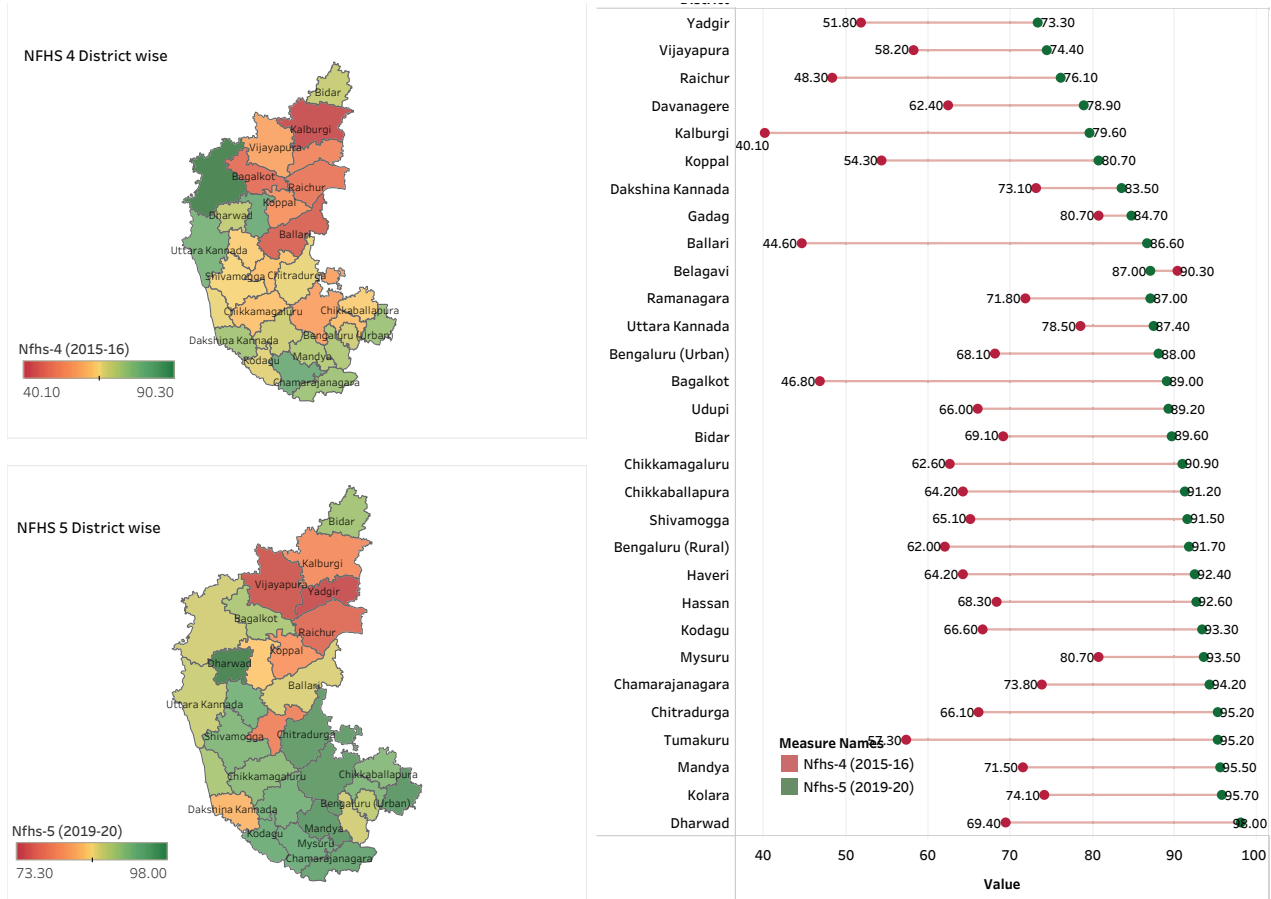 NFHS 4 District wise
Bidar
Kalburgi
Vijayapura
Bagalkot
Raichur
Koppal
Dharwad
Ballari
Uttara Kannada
Shivamogga
Chitradurga
Chikkamagaluru
Chikkaballapura
Dakshina Kannada
Bengaluru (Urban)
Mandya
Kodagu
Chamarajanagara
Nfhs-4 (2015-16)
40.10 90.30
NFHS 5 District wise
Bidar
Kalburgi
Vijayapura
Yadgir
Bagalkot
Raichur
Koppal
Dharwad
Ballari
Uttara Kannada
Shivamogga
Chitradurga
Chikkamagaluru
Chikkaballapura
Dakshina Kannada
Bengaluru (Urban)
Mandya
Kodagu
Mysuru
Chamarajanagara
Nfhs-5 (2019-20)
73.30 98.00
Yadgir 51.80 73.30
Vijayapura 58.20 74.40
Raichur 48.30 76.10
Davanagere 62.40 78.90
Kalburgi 40.10 79.60
Koppal 54.30 80.70
Dakshina Kannada 73.10 83.50
Gadag 80.70 84.70
Ballari 44.60 86.60
Belagavi 87.00 90.30
Ramanagara 71.80 87.00
Uttara Kannada 78.50 87.40
Bengaluru (Urban) 68.10 88.00
Bagalkot 46.80 89.00
Udupi 66.00 89.20
Bidar 69.10 89.60
Chikkamagaluru 62.60 90.90
Chikkaballapura 64.20 91.20
Shivamogga 65.10 91.50
Bengaluru (Rural) 62.00 91.70
Haveri 64.20 92.40
Hassan 68.30 92.60
Kodagu 66.60 93.30
Mysuru 80.70 93.50
Chamarajanagara 73.80 94.20
Chitradurga 66.10 95.20
Tumakuru 57.30 95.20
Mandya 71.50 95.50
Kolara 74.10 95.70
Dharwad 69.40 98.00
Measure Names
Nfhs-4 (2015-16)
Nfhs-5 (2019-20)
40 50 60 70 80 90 100
Value